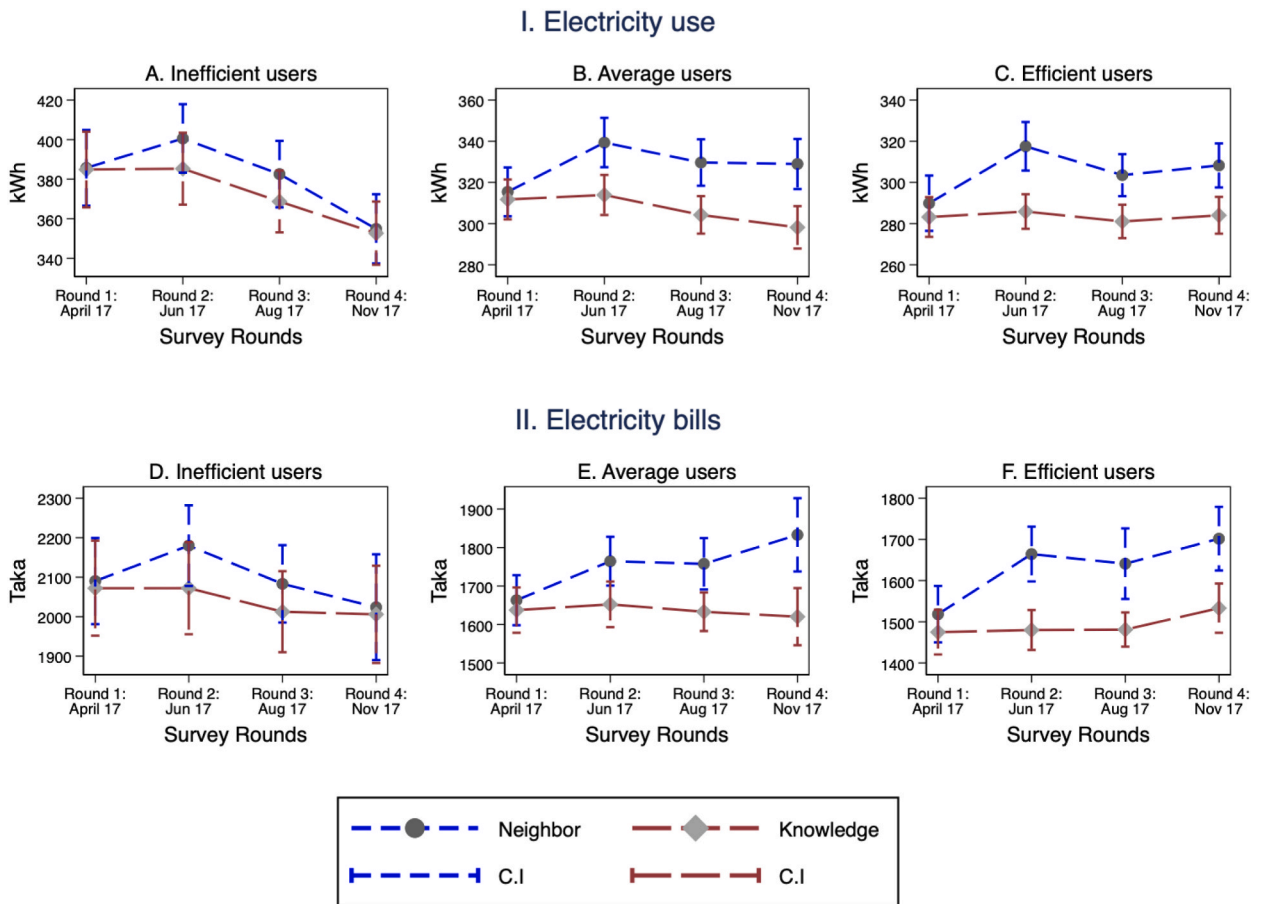 I. Electricity use
A. Inefficient users
420
400
380
360
340
kWh
Round 1:
April 17
Round 2:
Jun 17
Round 3:
Aug 17
Round 4:
Nov 17
Survey Rounds
B. Average users
360
340
320
300
280
kWh
Round 1:
April 17
Round 2:
Jun 17
Round 3:
Aug 17
Round 4:
Nov 17
Survey Rounds
C. Efficient users
340
320
300
280
260
kWh
Round 1:
April 17
Round 2:
Jun 17
Round 3:
Aug 17
Round 4:
Nov 17
Survey Rounds
II. Electricity bills
D. Inefficient users
2300
2200
2100
2000
1900
Taka
Round 1:
April 17
Round 2:
Jun 17
Round 3:
Aug 17
Round 4:
Nov 17
Survey Rounds
E. Average users
1900
1800
1700
1600
1500
Taka
Round 1:
April 17
Round 2:
Jun 17
Round 3:
Aug 17
Round 4:
Nov 17
Survey Rounds
F. Efficient users
1800
1700
1600
1500
1400
Taka
Round 1:
April 17
Round 2:
Jun 17
Round 3:
Aug 17
Round 4:
Nov 17
Survey Rounds
Neighbor
Knowledge
C.I
C.I